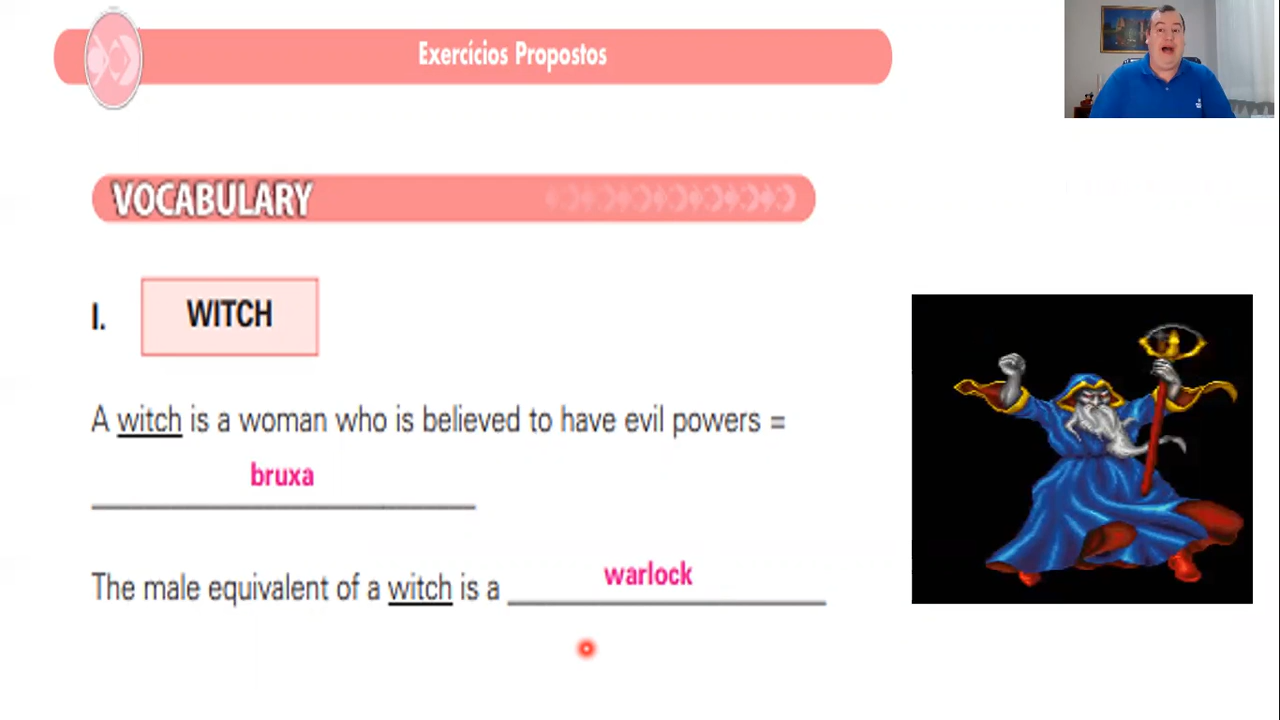 Exercícios Propostos
VOCABULARY
I. WITCH
A witch is a woman who is believed to have evil powers =
bruxa
The male equivalent of a witch is a warlock